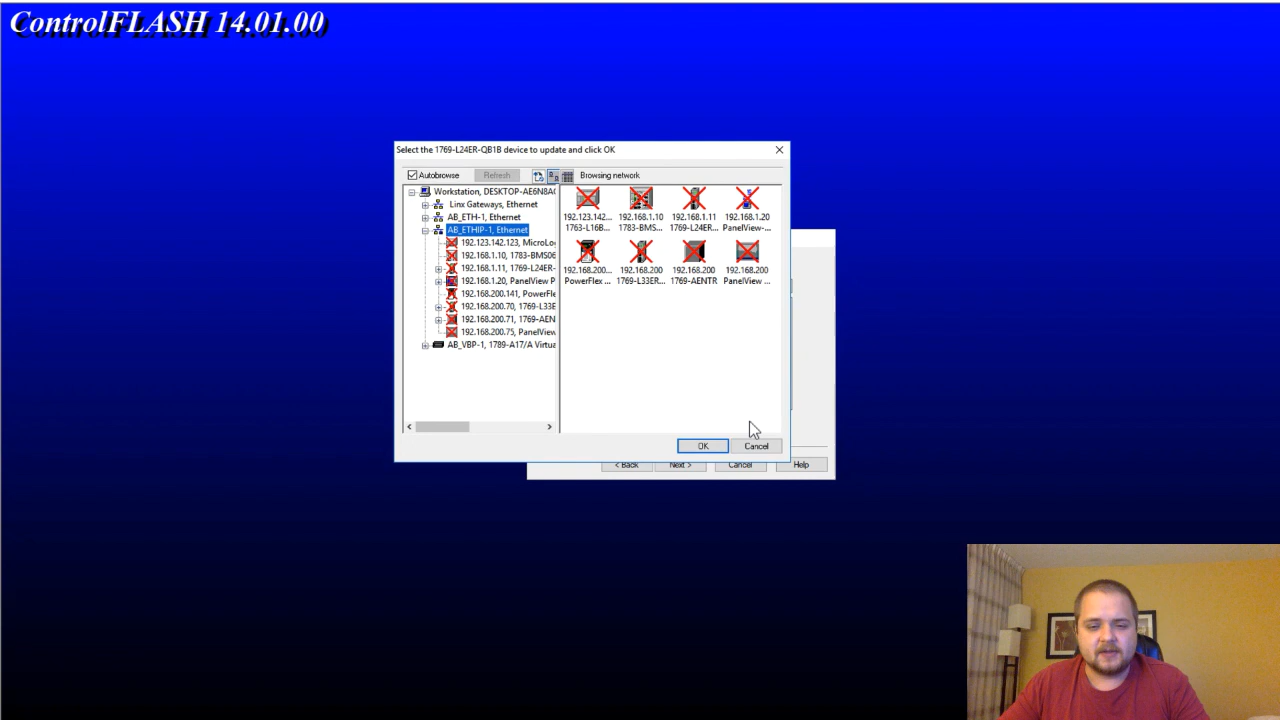 ControlFLASH 14.01.00
Select the 1769-L24ER-QB1B device to update and click OK
Autobrowse
Refresh
Browsing network
Workstation, DESKTOP-AE6N8A
Linx Gateways, Ethernet
AB_ETH-1, Ethernet
AB_ETHIP-1, Ethernet
192.123.142.123, MicroLo
192.168.1.10, 1783-BMS06
192.168.1.11, 1769-L24ER-
192.168.1.20, PanelView P
192.168.200.141, PowerFle
192.168.200.70, 1769-L33E
192.168.200.71, 1769-AEN
192.168.200.75, PanelView
AB_VBP-1, 1789-A17/A Virtua
192.123.142... 192.168.1.10 192.168.1.11 192.168.1.20
1763-L16B... 1783-BMS... 1769-L24ER... PanelView-...
192.168.200... 192.168.200 192.168.200 192.168.200
PowerFlex ... 1769-L33ER... 1769-AENTR PanelView ...
OK
Cancel
< Back
Next >
Cancel
Help